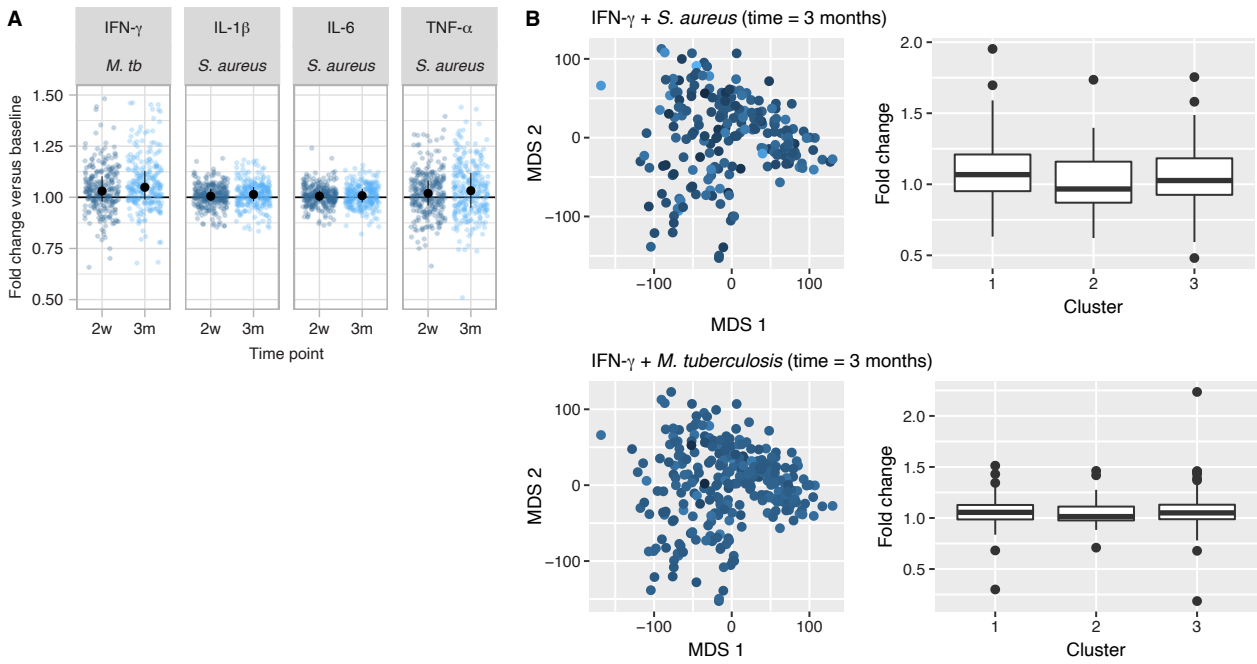 A
IFN-γ IL-1β IL-6 TNF-α
M. tb S. aureus S. aureus S. aureus
Fold change versus baseline
1.50
1.25
1.00
0.75
0.50
2w 3m 2w 3m 2w 3m 2w 3m
Time point
B
IFN-γ + S. aureus (time = 3 months)
MDS 2
100
0
−100
−100 0 100
MDS 1
Fold change
2.0
1.5
1.0
0.5
1 2 3
Cluster
IFN-γ + M. tuberculosis (time = 3 months)
MDS 2
100
0
−100
−100 0 100
MDS 1
Fold change
2.0
1.5
1.0
0.5
1 2 3
Cluster